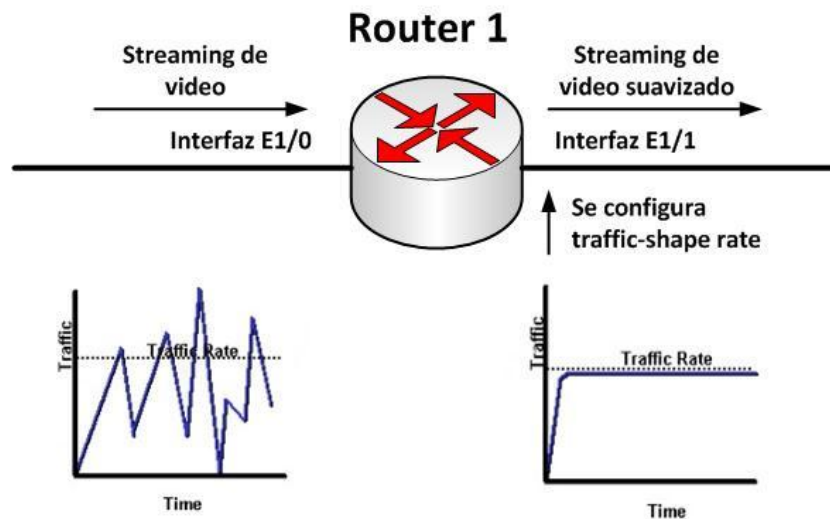 Router 1
Streaming de
video
Streaming de
video suavizado
Interfaz E1/0
Interfaz E1/1
Se configura
traffic-shape rate
Traffic
Traffic Rate
Time
Traffic
Traffic Rate
Time